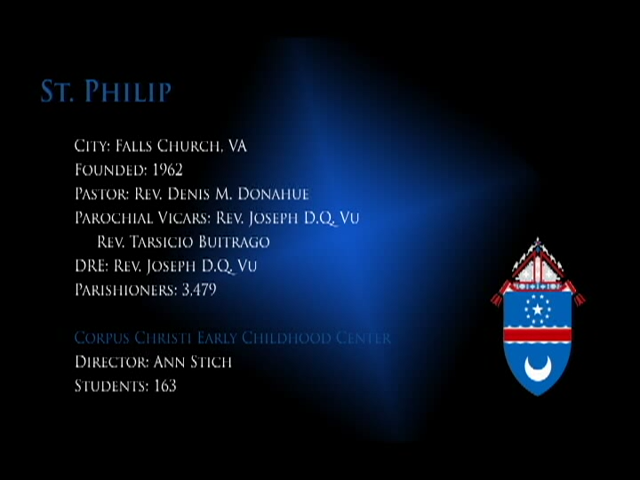 St. Philip
City: Falls Church, VA
Founded: 1962
Pastor: Rev. Denis M. Donahue
Parochial Vicars: Rev. Joseph D.Q. Vu
Rev. Tarsicio Buitrago
DRE: Rev. Joseph D.Q. Vu
Parishioners: 3,479
Corpus Christi Early Childhood Center
Director: Ann Stich
Students: 163